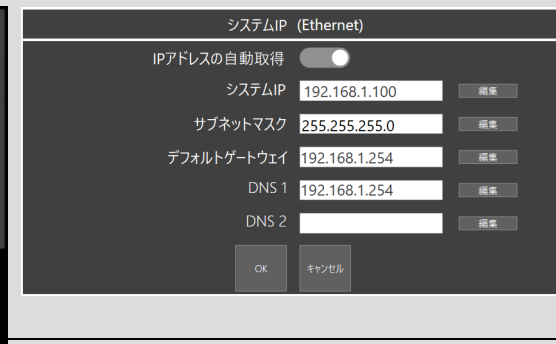 システムIP (Ethernet)
IPアドレスの自動取得
システムIP 192.168.1.100 編集
サブネットマスク 255.255.255.0 編集
デフォルトゲートウェイ 192.168.1.254 編集
DNS 1 192.168.1.254 編集
DNS 2 編集
OK キャンセル